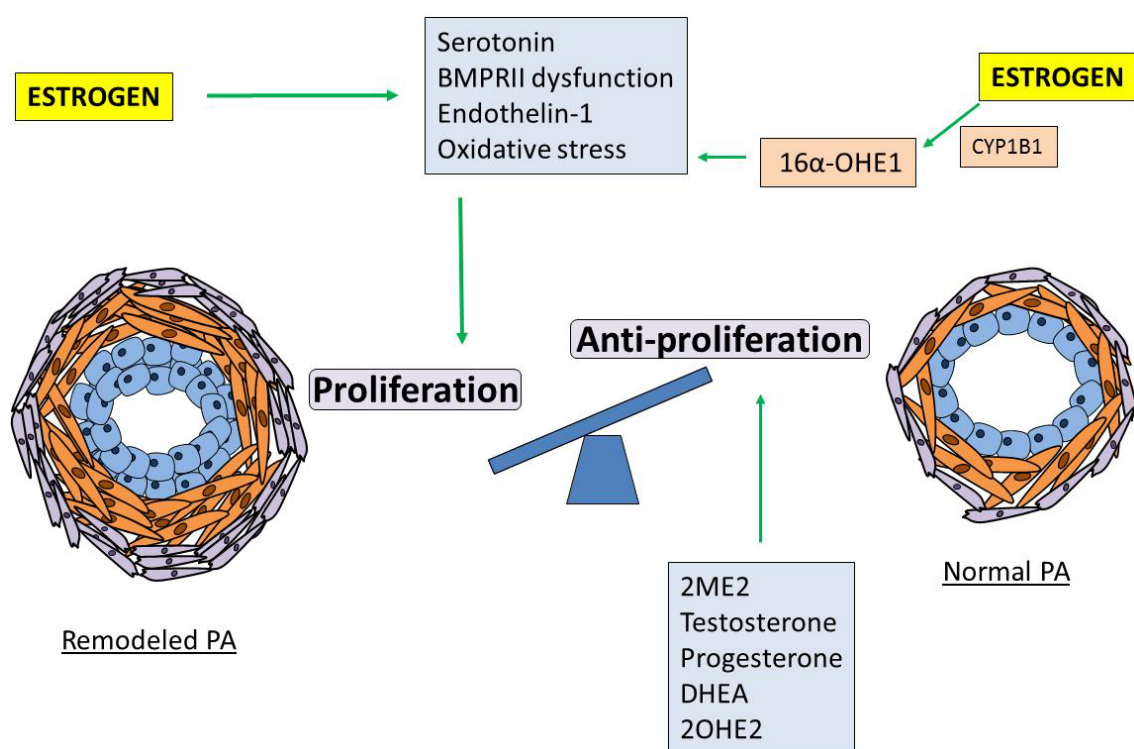 Serotonin
BMPRII dysfunction
Endothelin-1
Oxidative stress
ESTROGEN
ESTROGEN
CYP1B1
16α-OHE1
Anti-proliferation
Proliferation
Normal PA
Remodeled PA
2ME2
Testosterone
Progesterone
DHEA
2OHE2